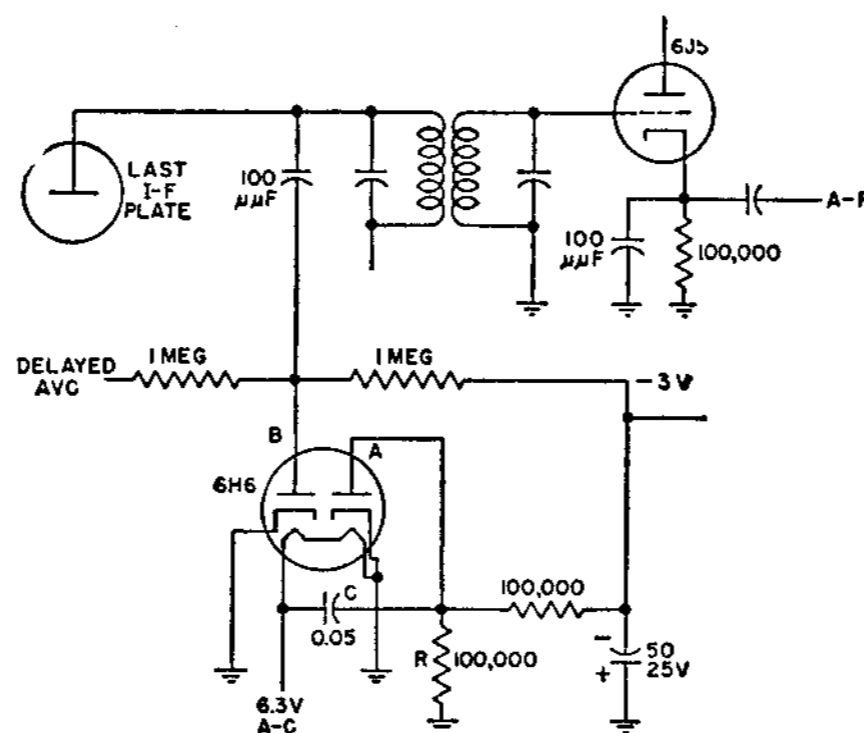 6J5
LAST
I-F
PLATE
100
μμF
A-F
100
μμF
100,000
DELAYED
AVC
1 MEG
1 MEG
-3 V
B
A
6H6
C
0.05
100,000
R
100,000
-
+
50
25V
6.3V
A-C